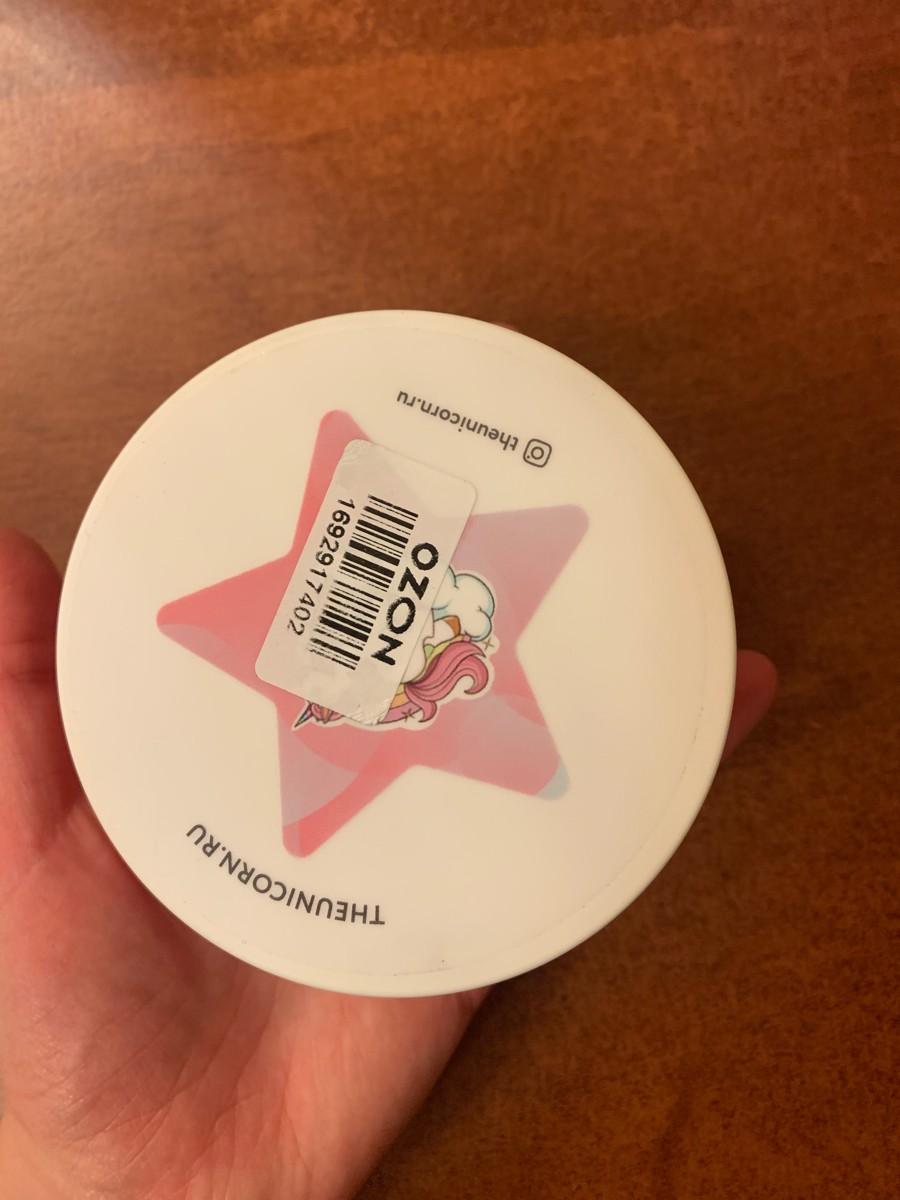 theunicorn.ru
OZON
1692917402
THEUNICORN.RU